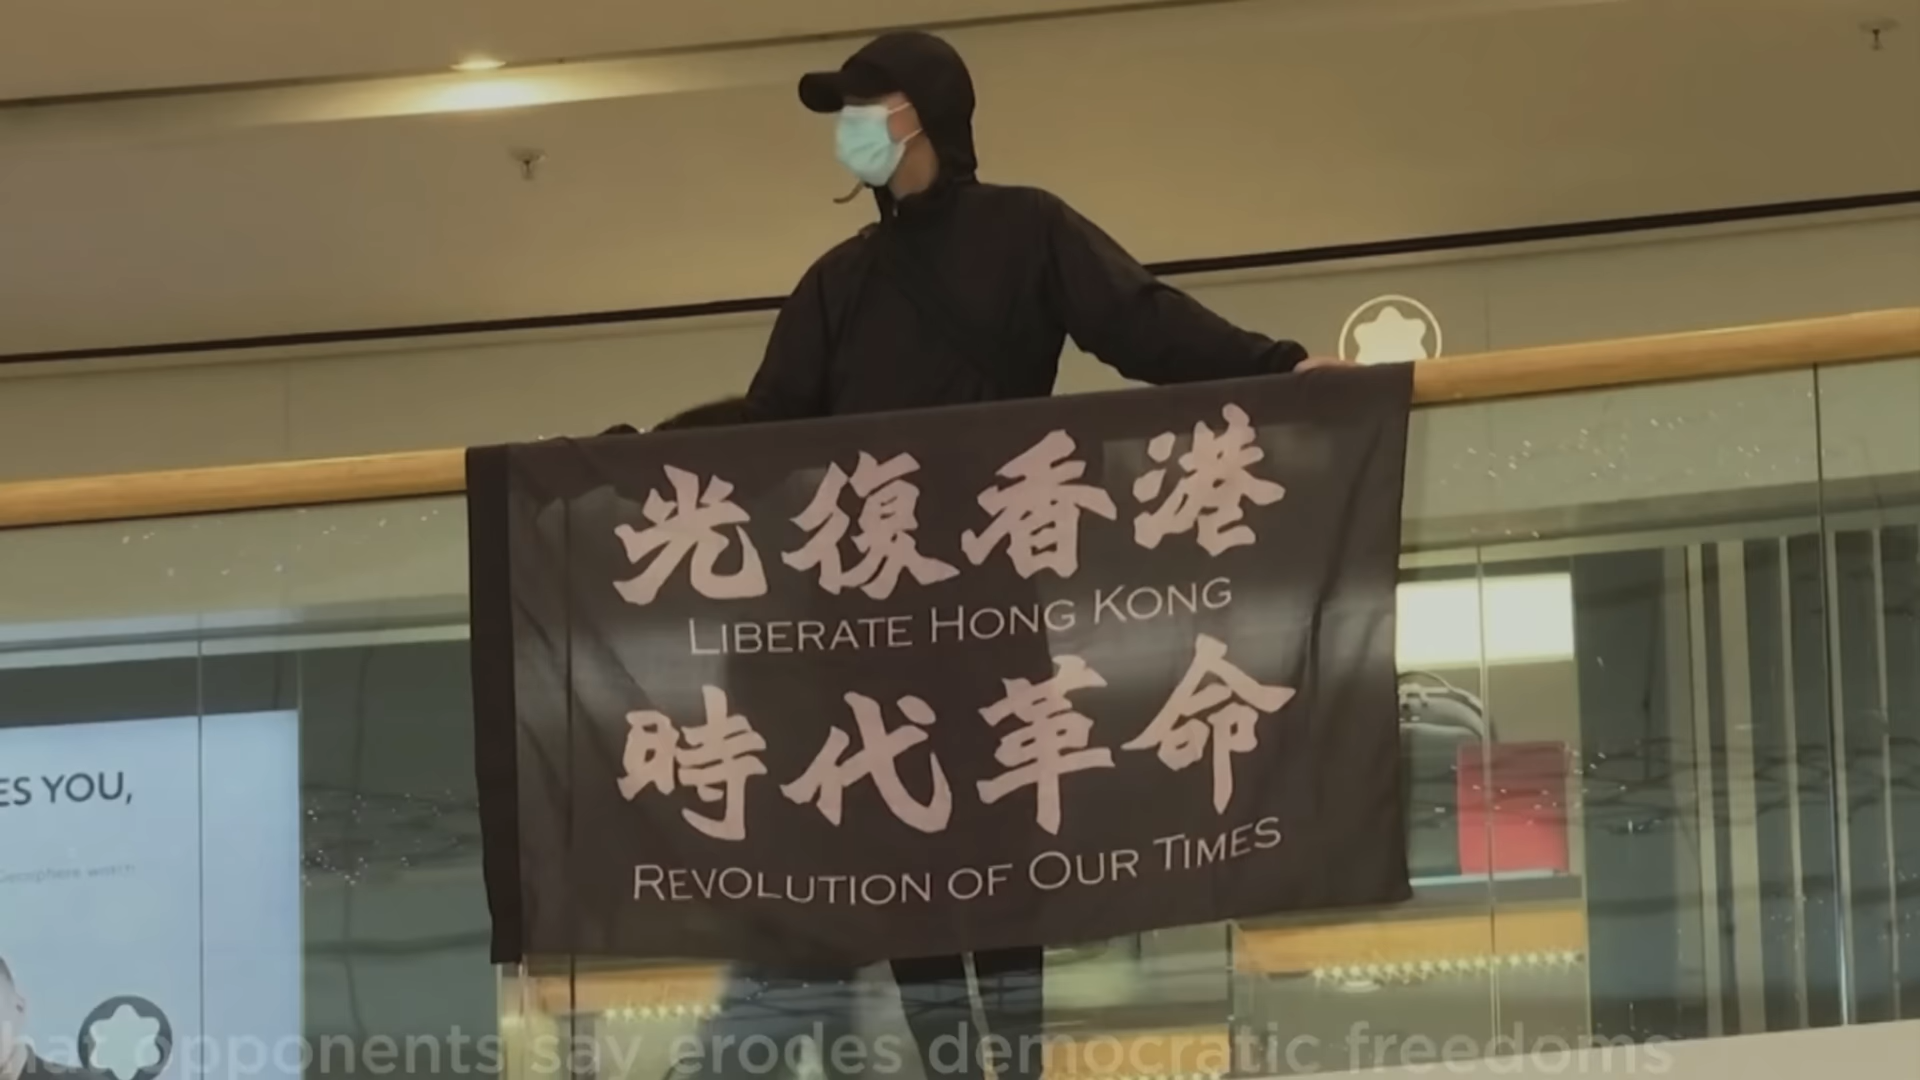 光復香港
LIBERATE HONG KONG
時代革命
REVOLUTION OF OUR TIMES
ES YOU,
hat opponents say erodes democratic freedoms